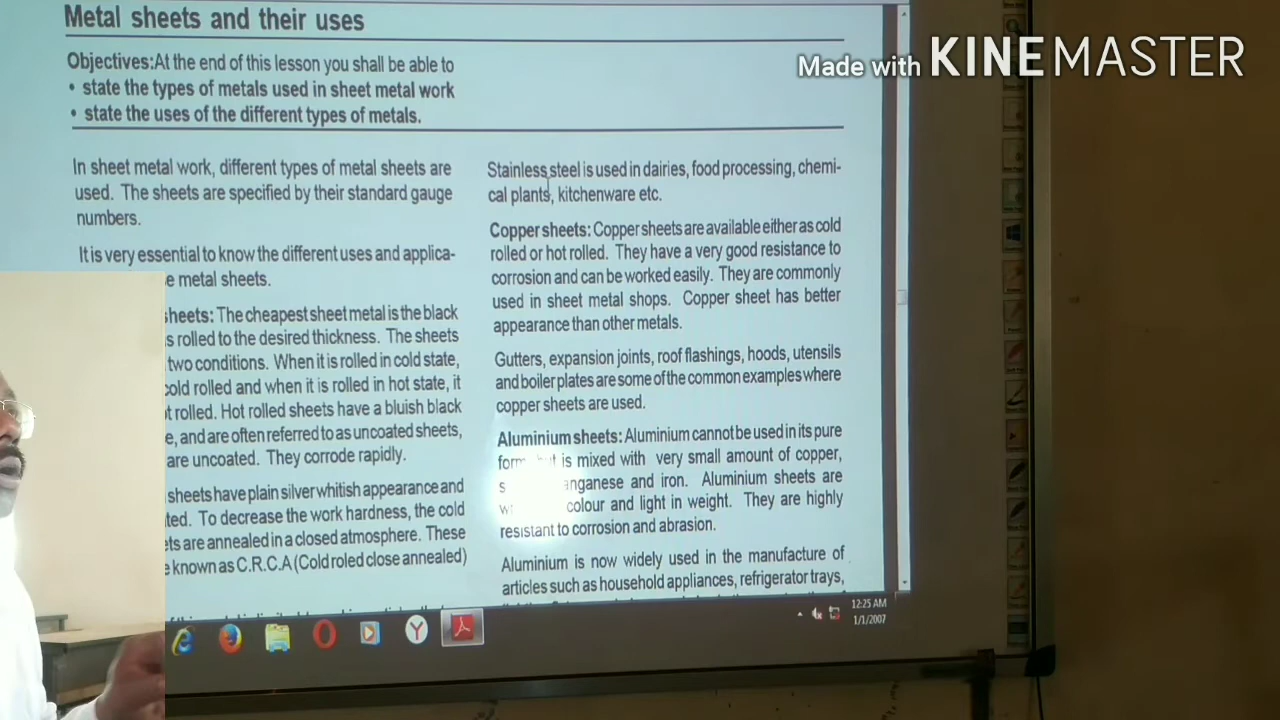 Metal sheets and their uses
Made with KINEMASTER
Objectives:At the end of this lesson you shall be able to
• state the types of metals used in sheet metal work
• state the uses of the different types of metals.
In sheet metal work, different types of metal sheets are
used. The sheets are specified by their standard gauge
numbers.
It is very essential to know the different uses and applica-
e metal sheets.
heets: The cheapest sheet metal is the black
s rolled to the desired thickness. The sheets
two conditions. When it is rolled in cold state,
cold rolled and when it is rolled in hot state, it
t rolled. Hot rolled sheets have a bluish black
e, and are often referred to as uncoated sheets,
are uncoated. They corrode rapidly.
sheets have plain silver whitish appearance and
ted. To decrease the work hardness, the cold
ets are annealed in a closed atmosphere. These
e known as C.R.C.A (Cold roled close annealed)
Stainless steel is used in dairies, food processing, chemi-
cal plants, kitchenware etc.
Copper sheets: Copper sheets are available either as cold
rolled or hot rolled. They have a very good resistance to
corrosion and can be worked easily. They are commonly
used in sheet metal shops. Copper sheet has better
appearance than other metals.
Gutters, expansion joints, roof flashings, hoods, utensils
and boiler plates are some of the common examples where
copper sheets are used.
Aluminium sheets: Aluminium cannot be used in its pure
form but is mixed with very small amount of copper,
s anganese and iron. Aluminium sheets are
w colour and light in weight. They are highly
resistant to corrosion and abrasion.
Aluminium is now widely used in the manufacture of
articles such as household appliances, refrigerator trays,
12:25 AM
1/1/2007